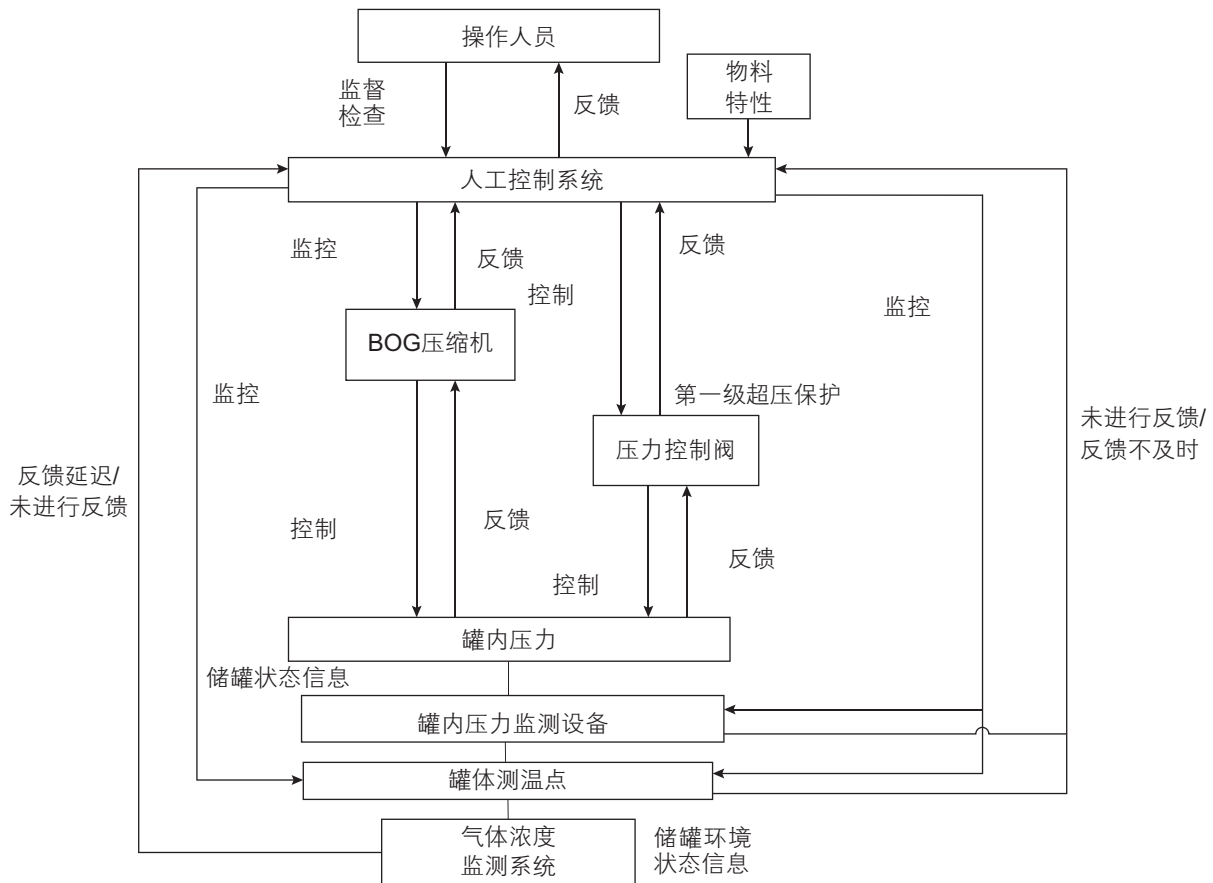 操作人员
物料
特性
监督
检查
反馈
人工控制系统
监控
反馈
反馈
控制
监控
BOG压缩机
监控
第一级超压保护
压力控制阀
未进行反馈/
反馈不及时
反馈延迟/
未进行反馈
控制
反馈
反馈
控制
罐内压力
储罐状态信息
罐内压力监测设备
罐体测温点
气体浓度
监测系统
储罐环境
状态信息